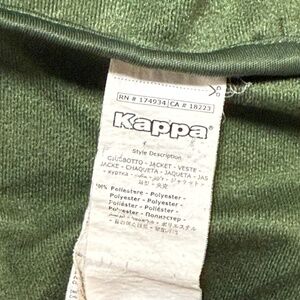 RN # 174934 CA # 18223
Kappa
Style Description
GIUBBOTTO - JACKET - VESTE
JACKE - CHAQUETA - JAQUETA - JAS
100% Poliestere - Polyester
Polyester - Polyester -
Poliéster - Poliéster -
Polyester - Полиэстер -